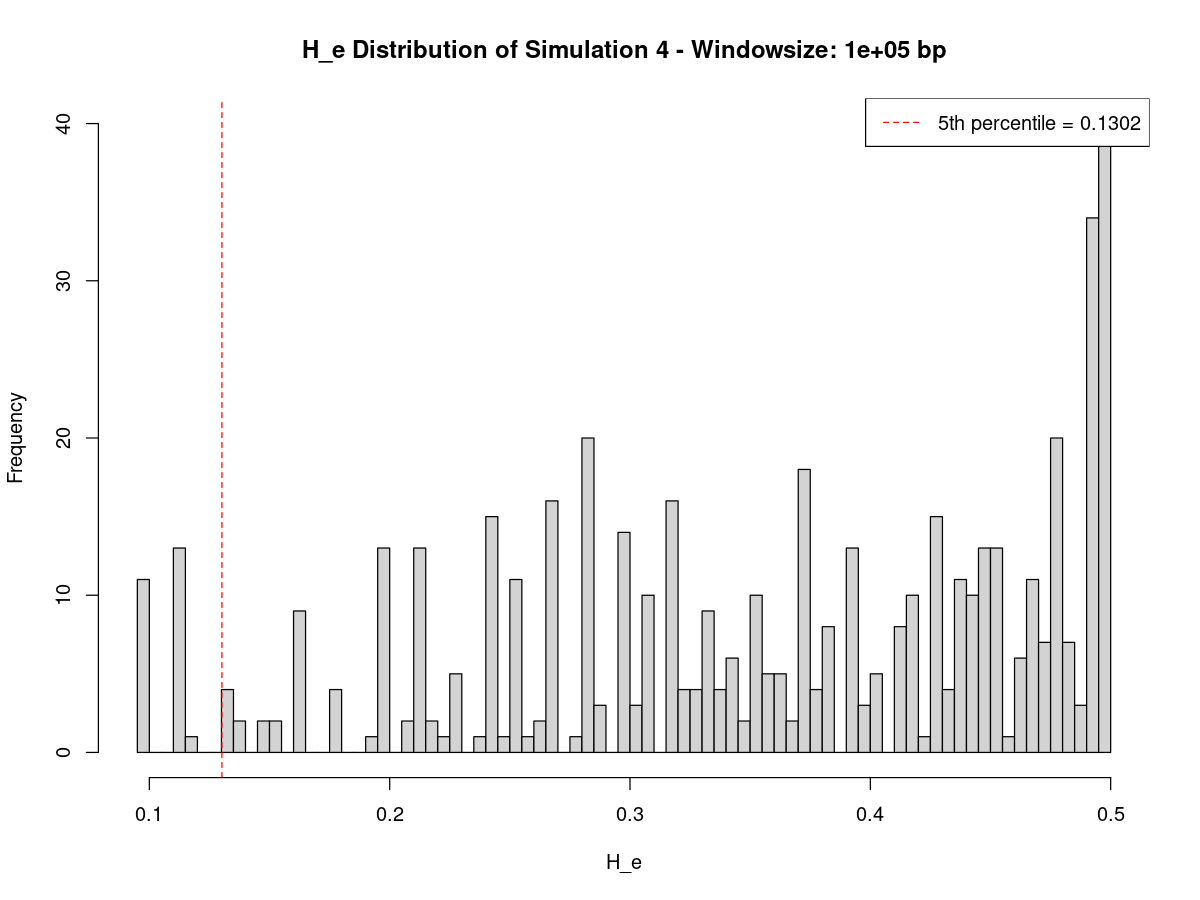 H_e Distribution of Simulation 4 - Windowsize: 1e+05 bp
5th percentile = 0.1302
40
30
20
10
0
Frequency
0.1 0.2 0.3 0.4 0.5
H_e